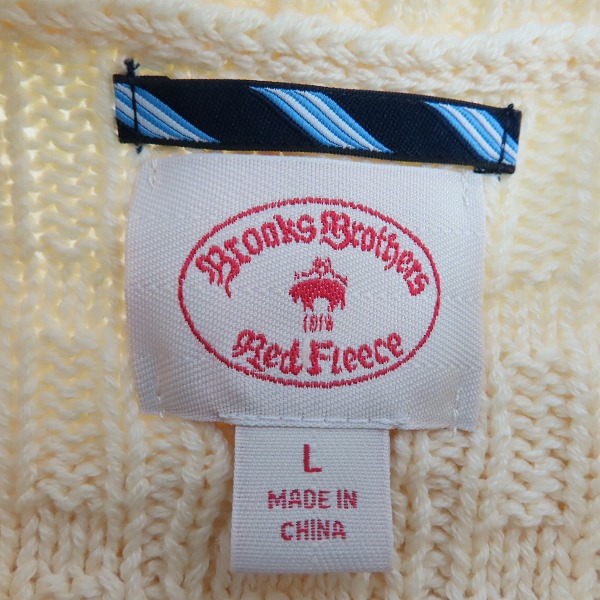 Brooks Brothers
1818
Red Fleece
L
MADE IN
CHINA